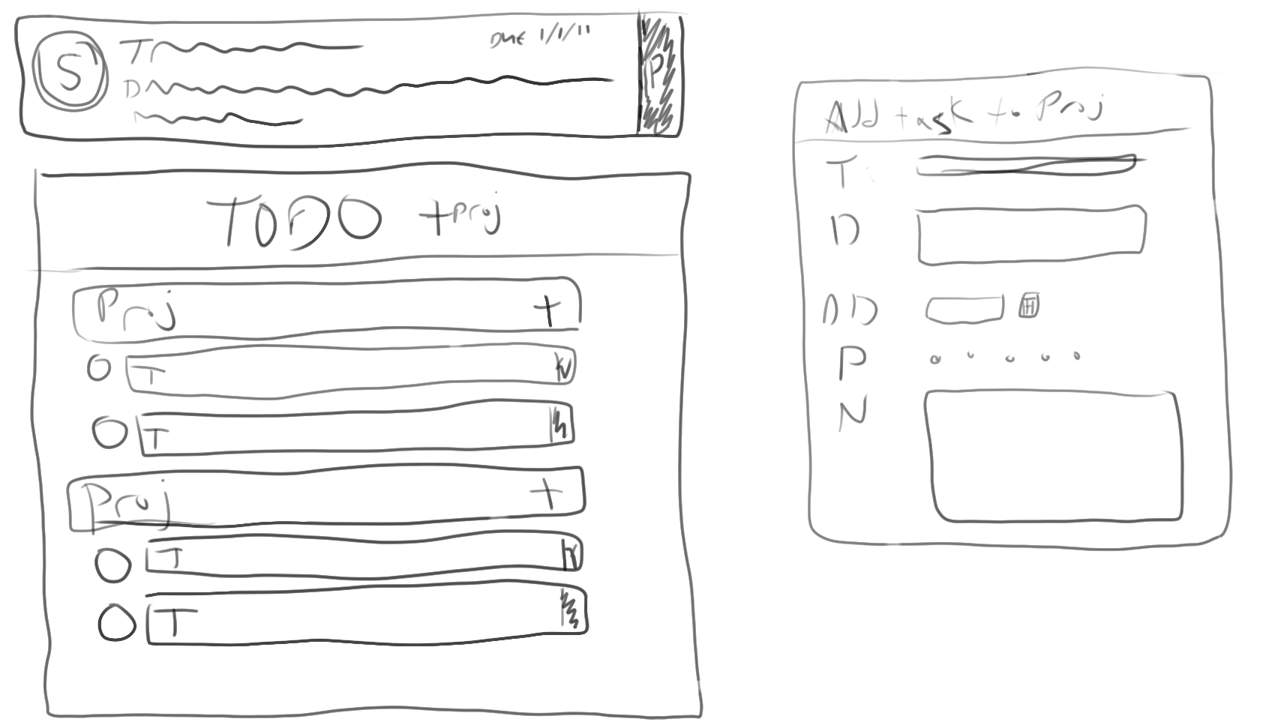 S
T
DUE 1/1/11
D
P
TODO +Proj
Proj +
T
T
Proj +
T
T
Add task to Proj
T:
D
DD
P
N